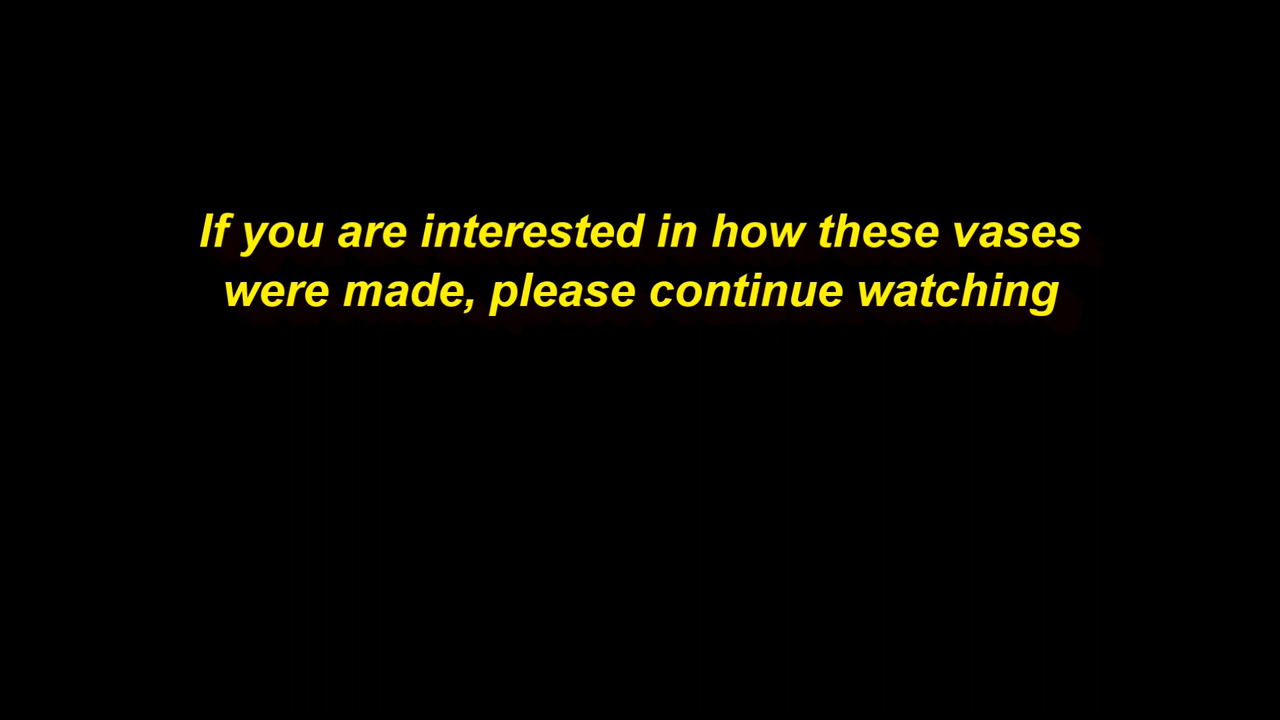 If you are interested in how these vases
were made, please continue watching